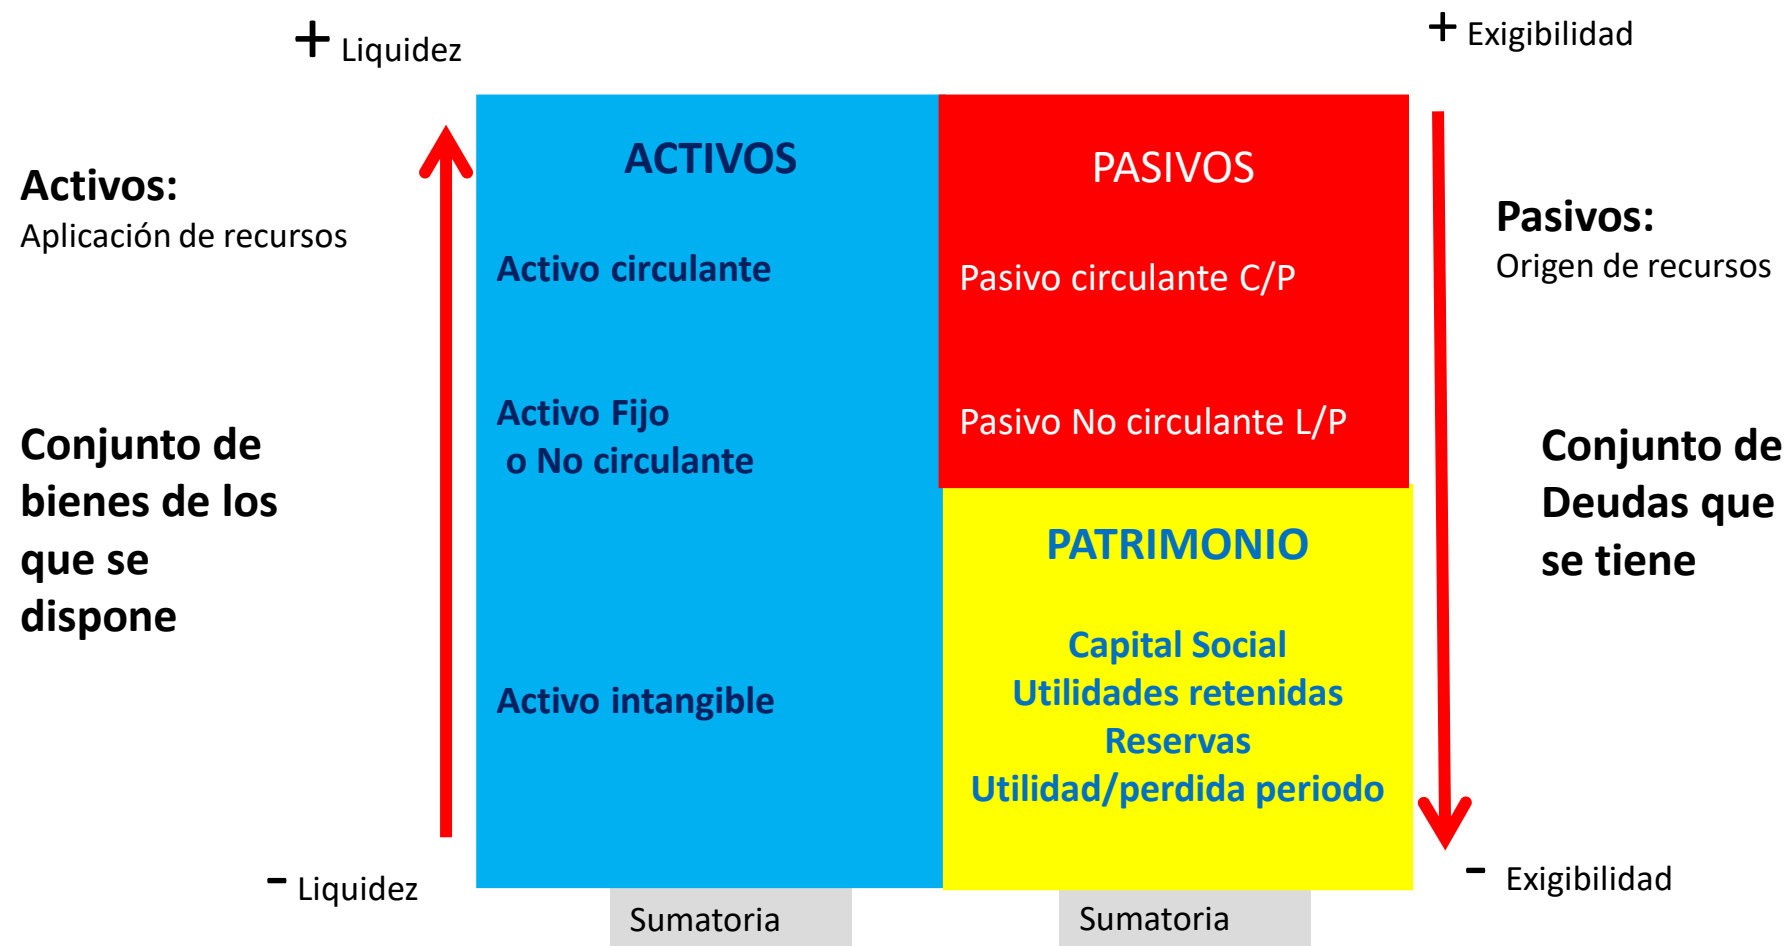 + Liquidez
+ Exigibilidad
Activos:
Aplicación de recursos
Conjunto de
bienes de los
que se
dispone
- Liquidez
ACTIVOS
Activo circulante
Activo Fijo
o No circulante
Activo intangible
Sumatoria
PASIVOS
Pasivo circulante C/P
Pasivo No circulante L/P
PATRIMONIO
Capital Social
Utilidades retenidas
Reservas
Utilidad/perdida periodo
Sumatoria
Pasivos:
Origen de recursos
Conjunto de
Deudas que
se tiene
- Exigibilidad